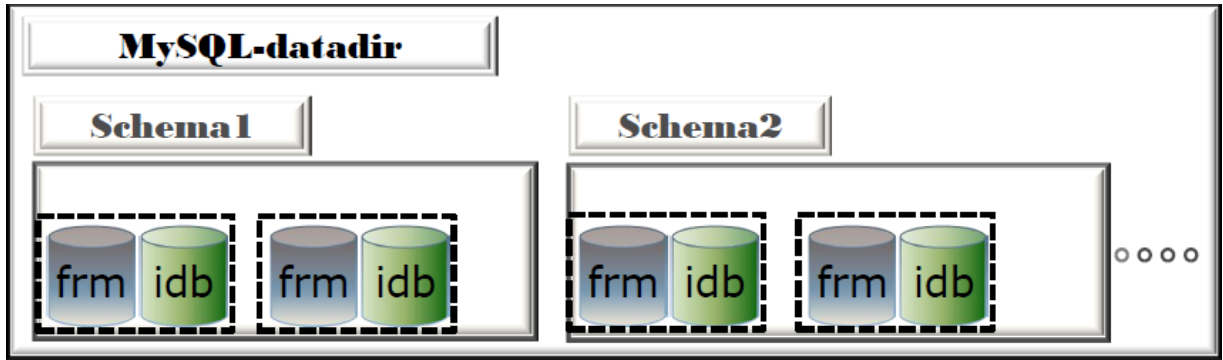 MySQL-datadir
Schema1
Schema2
frm idb frm idb frm idb frm idb